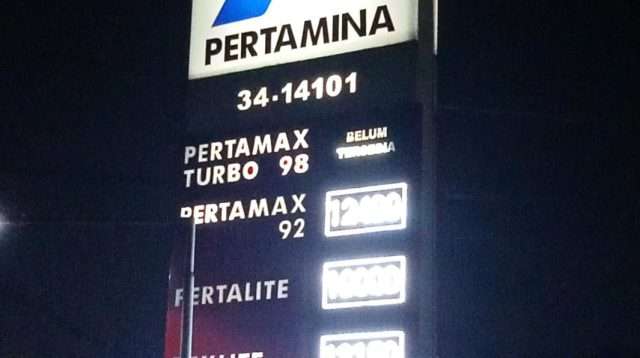 PERTAMINA
34-14101
PERTAMAX
TURBO 98
BELUM
TERSEDIA
PERTAMAX
92
12400
PERTALITE
10000